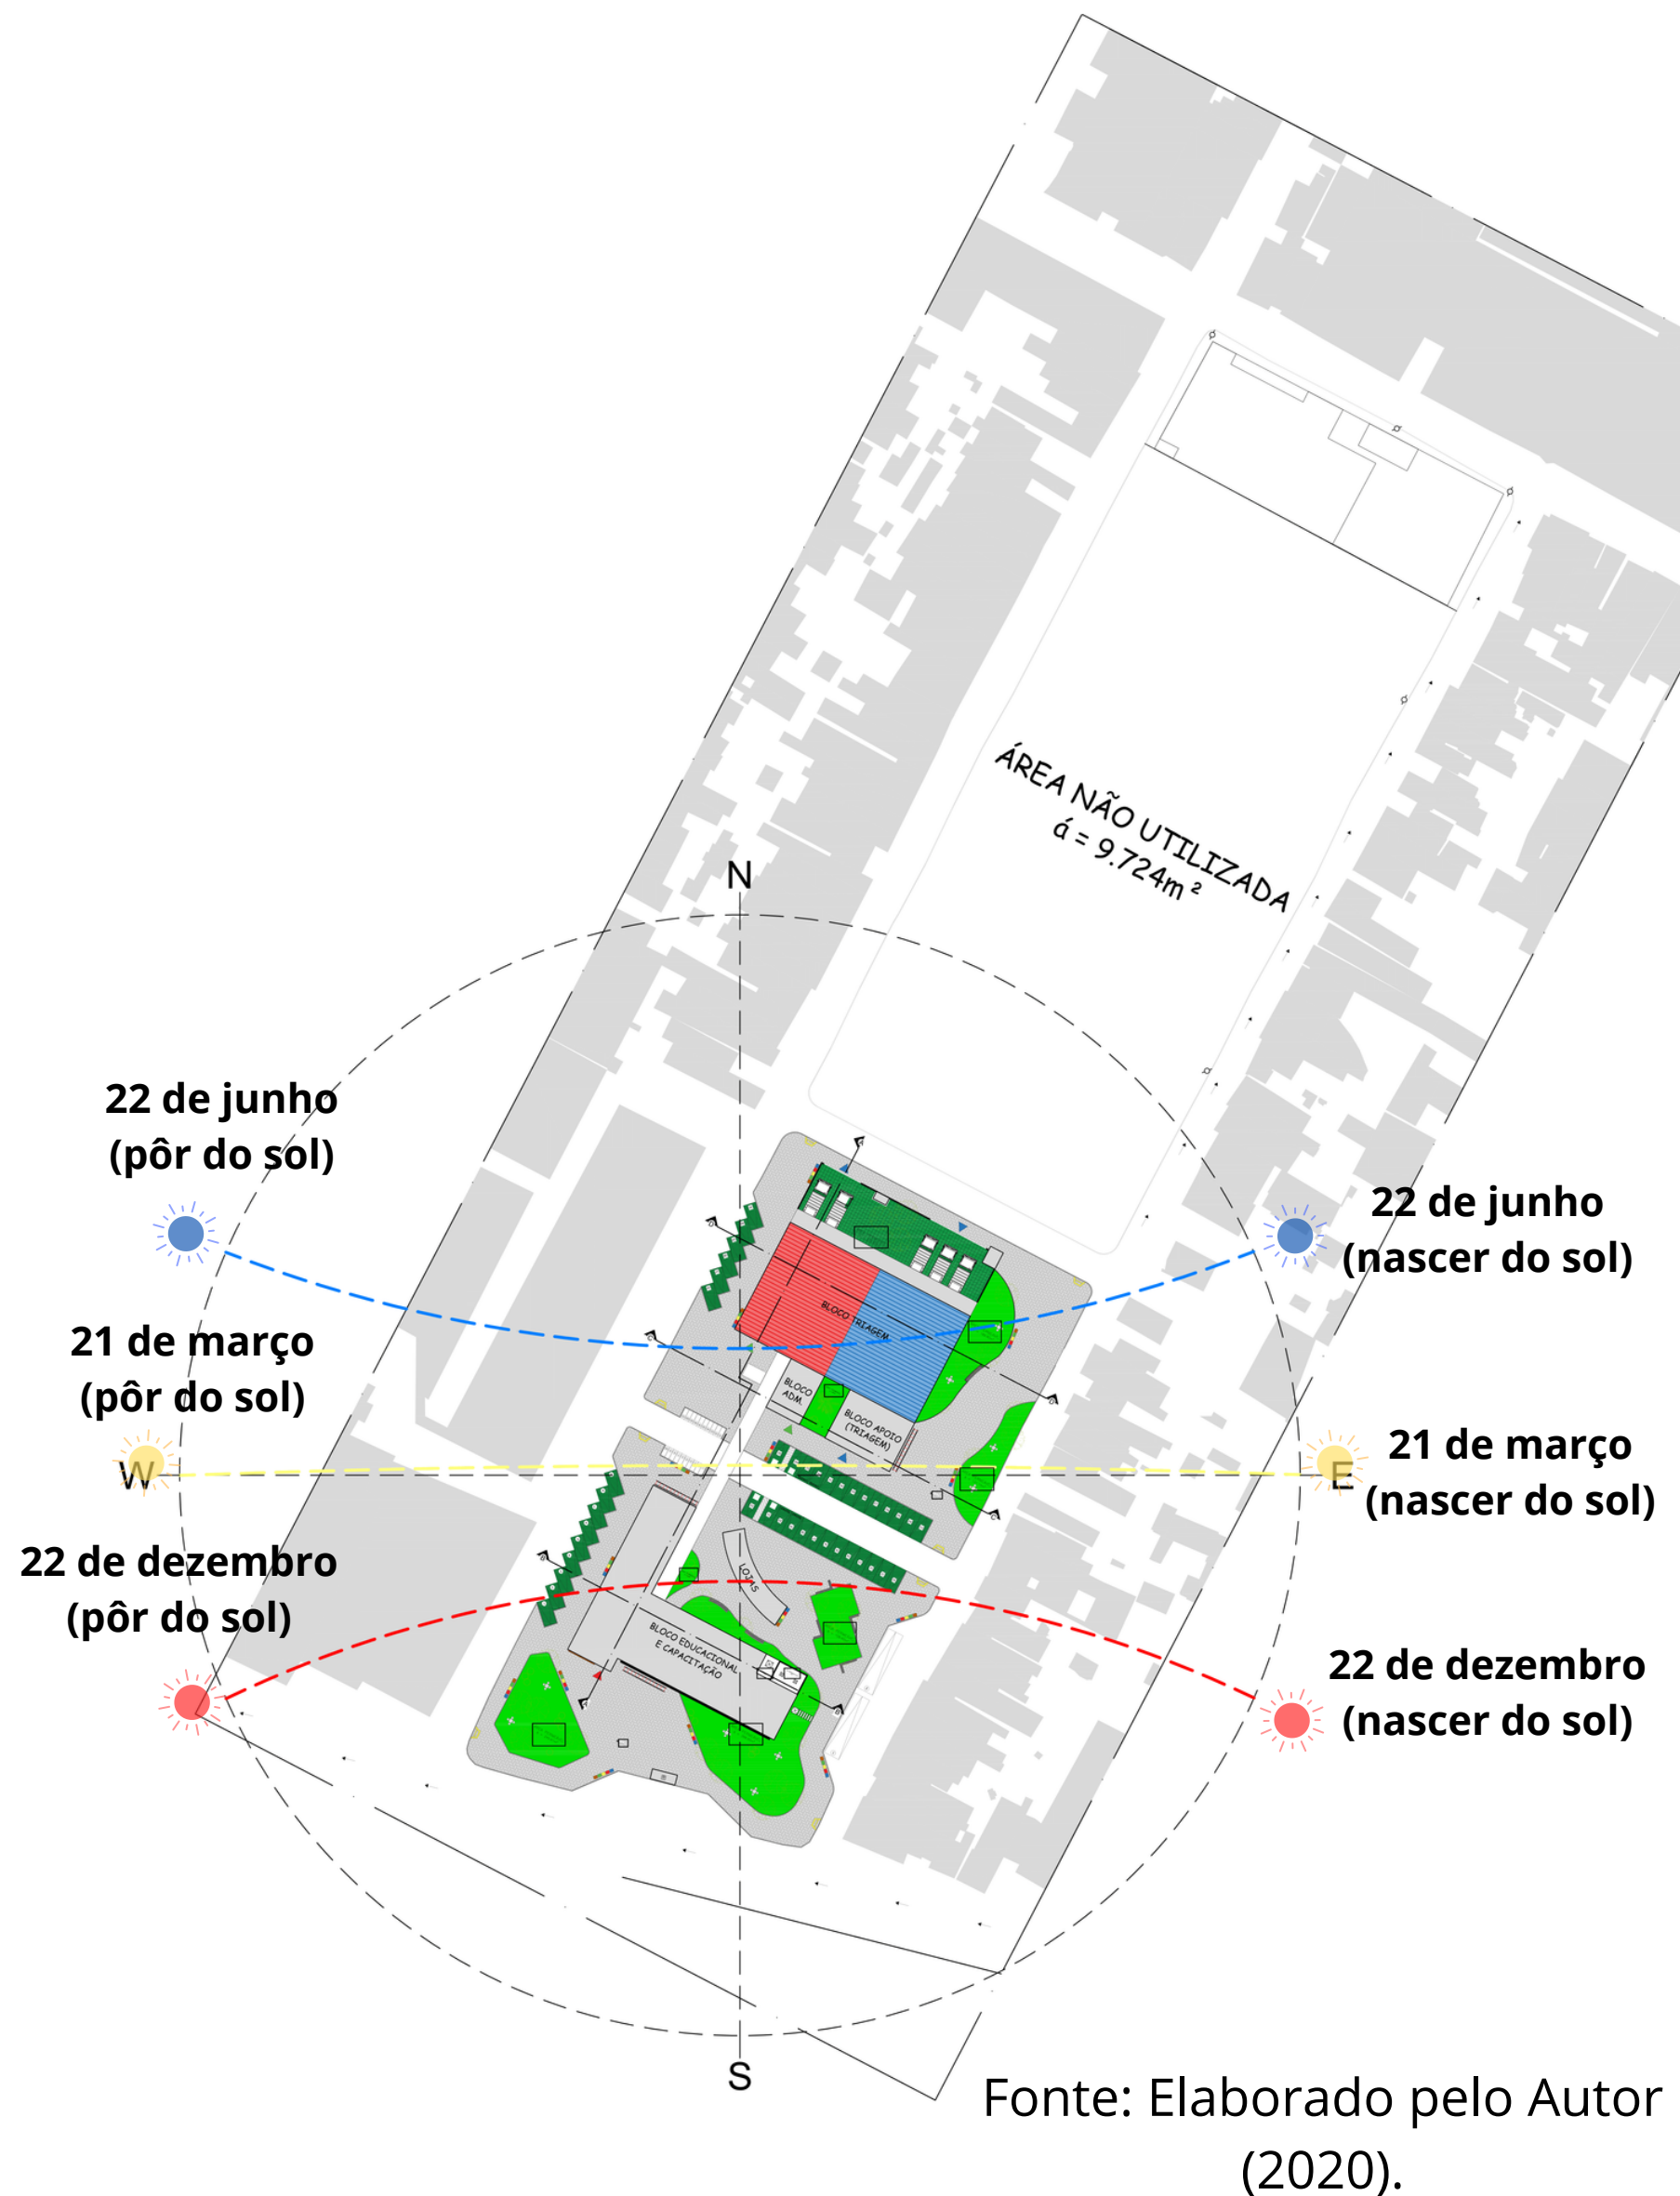 ÁREA NÃO UTILIZADA
á = 9.724m²
N
22 de junho
(pôr do sol)
22 de junho
(nascer do sol)
BLOCO TRIAGEM
21 de março
(pôr do sol)
BLOCO
ADM.
BLOCO APOIO
(TRIAGEM)
W
E
21 de março
(nascer do sol)
22 de dezembro
(pôr do sol)
LOJAS
BLOCO EDUCACIONAL
E CAPACITAÇÃO
22 de dezembro
(nascer do sol)
S
Fonte: Elaborado pelo Autor
(2020).